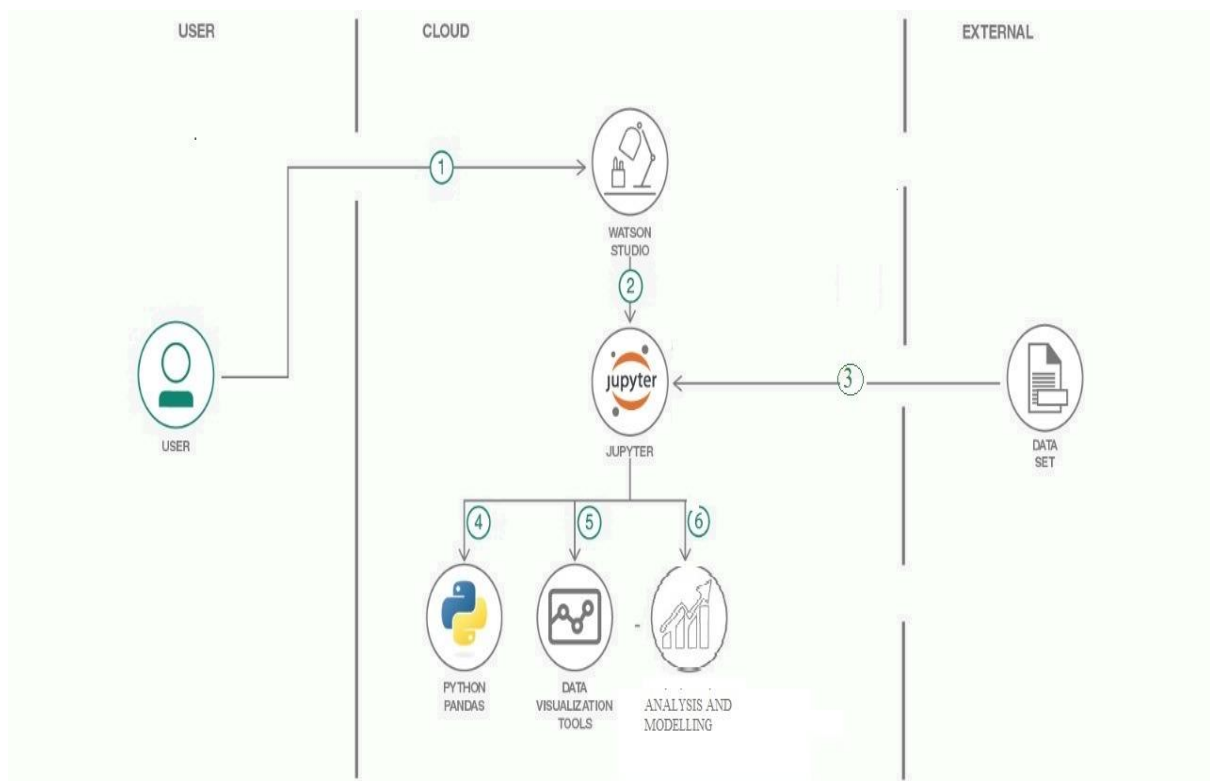 USER
CLOUD
EXTERNAL
1
WATSON
STUDIO
2
jupyter
JUPYTER
3
USER
DATA
SET
4
5
6
PYTHON
PANDAS
DATA
VISUALIZATION
TOOLS
ANALYSIS AND
MODELLING